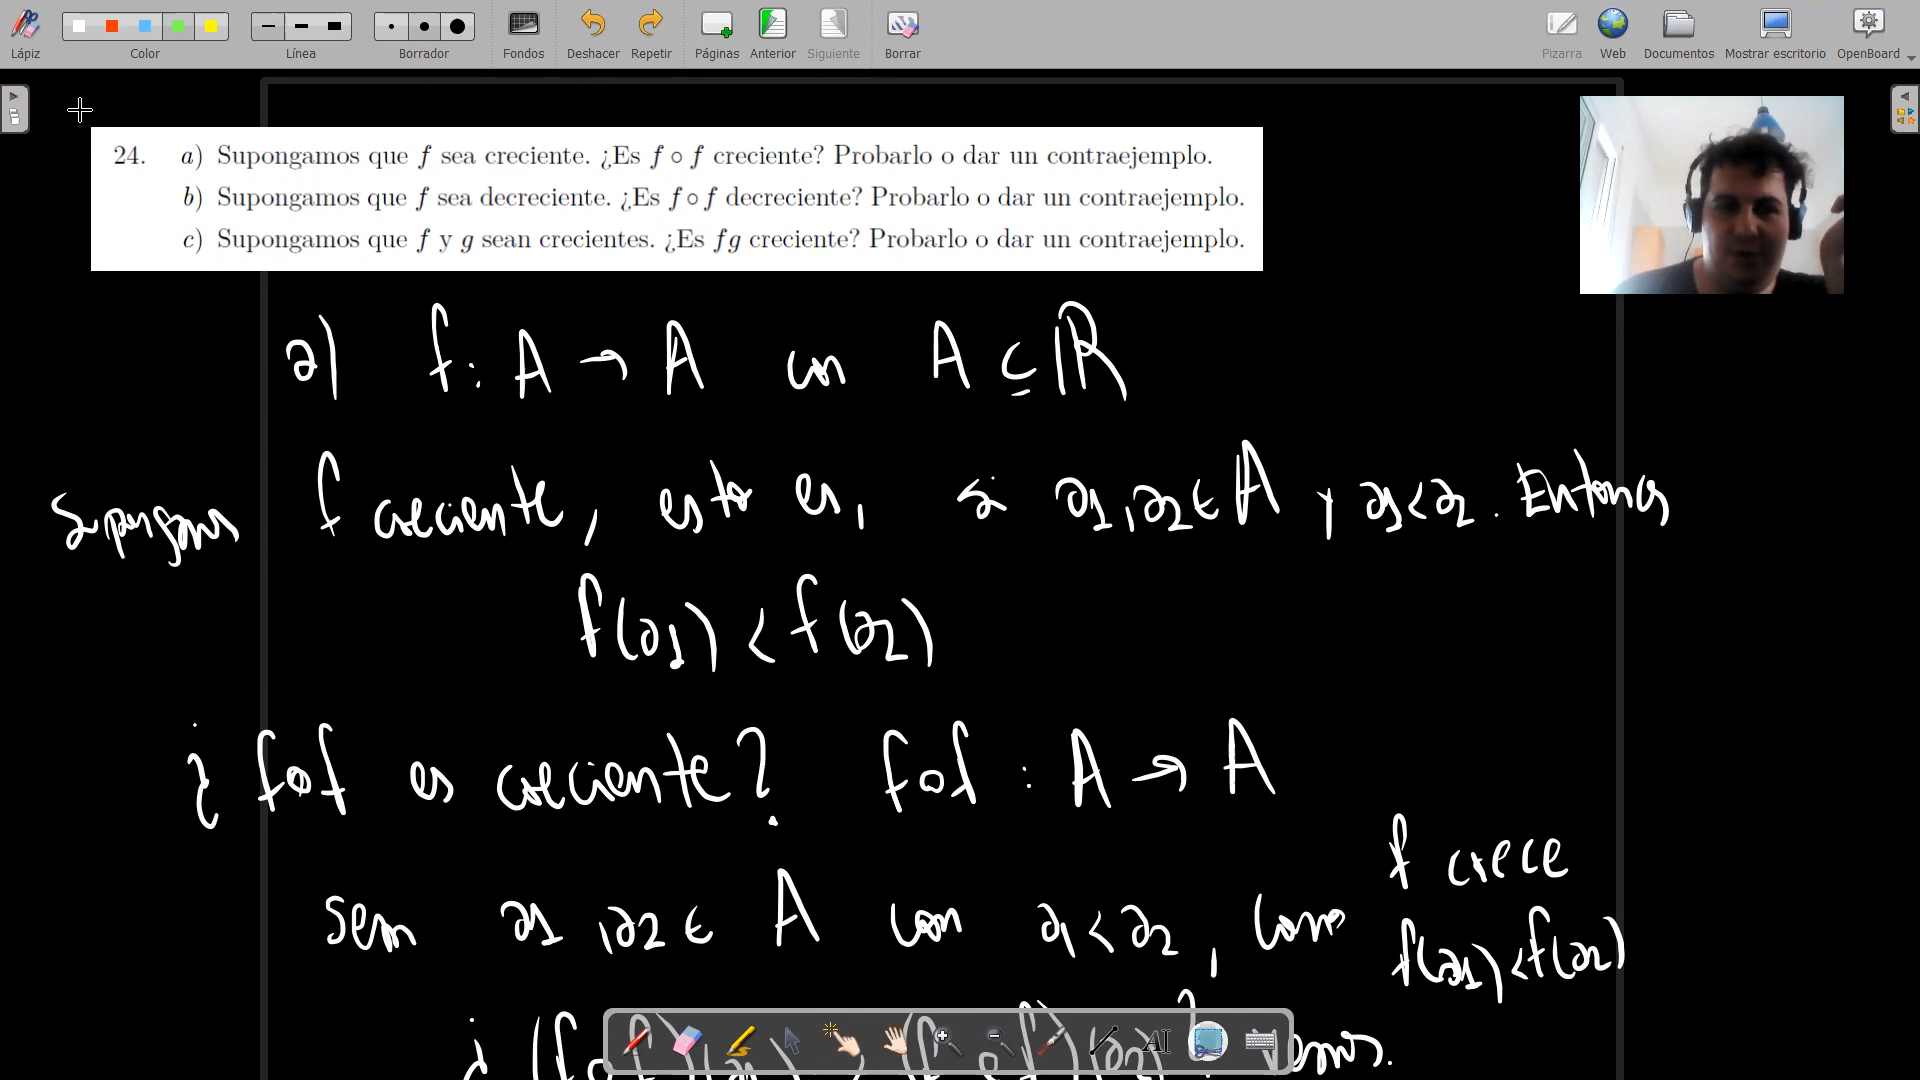 Lápiz Color Línea Borrador Fondos Deshacer Repetir Páginas Anterior Siguiente Borrar Pizarra Web Documentos Mostrar escritorio OpenBoard
24. a) Supongamos que f sea creciente. ¿Es f ∘ f creciente? Probarlo o dar un contraejemplo.
b) Supongamos que f sea decreciente. ¿Es f ∘ f decreciente? Probarlo o dar un contraejemplo.
c) Supongamos que f y g sean crecientes. ¿Es fg creciente? Probarlo o dar un contraejemplo.
a) f: A → A con A ⊆ ℝ
Supongamos f creciente, esto es, si a1, a2 ∈ A y a1 < a2. Entonces
f(a1) < f(a2)
¿ f∘f es creciente? f∘f : A → A
Sean a1, a2 ∈ A con a1 < a2, como f crece
f(a1) < f(a2)